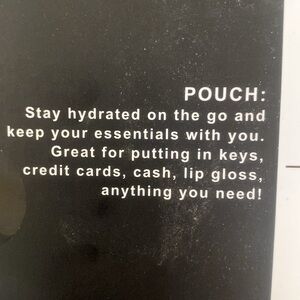 POUCH:
Stay hydrated on the go and
keep your essentials with you.
Great for putting in keys,
credit cards, cash, lip gloss,
anything you need!